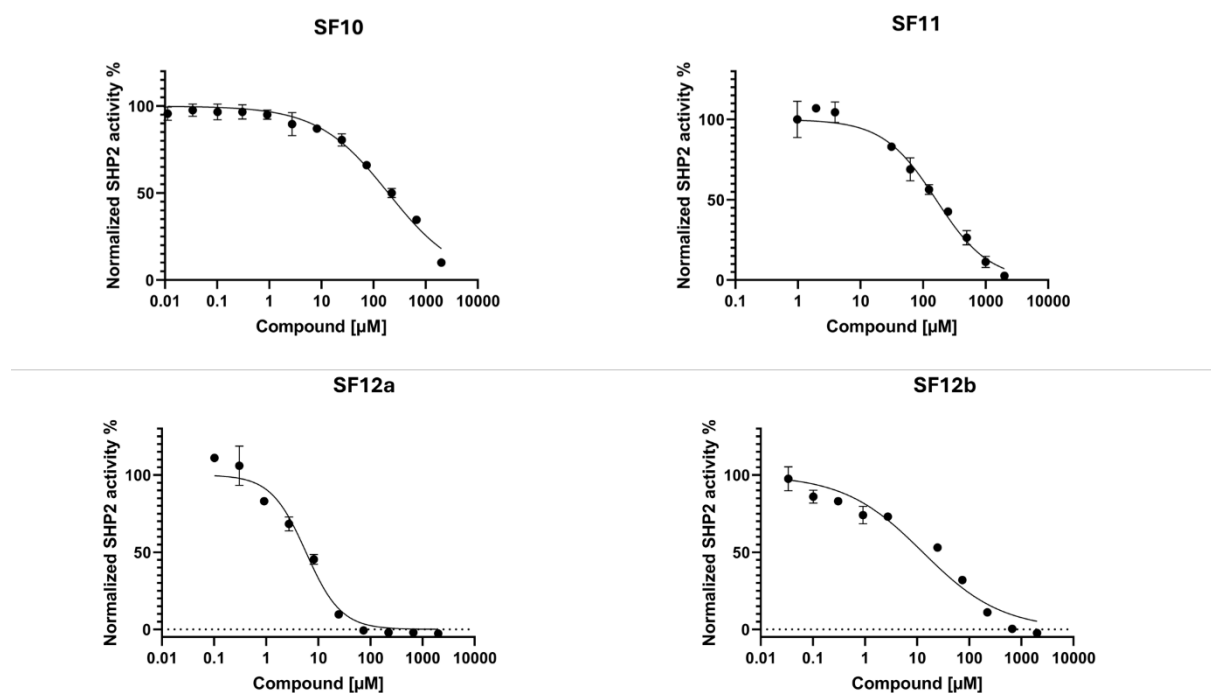 SF10
Normalized SHP2 activity %
100
50
0
0.01 0.1 1 10 100 1000 10000
Compound [µM]
SF11
Normalized SHP2 activity %
100
50
0
0.1 1 10 100 1000 10000
Compound [µM]
SF12a
Normalized SHP2 activity %
100
50
0
0.01 0.1 1 10 100 1000 10000
Compound [µM]
SF12b
Normalized SHP2 activity %
100
50
0
0.01 0.1 1 10 100 1000 10000
Compound [µM]